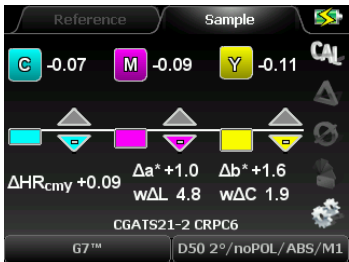 Reference Sample
C -0.07 M -0.09 Y -0.11 CAL
ΔHRcmy +0.09 Δa* +1.0 Δb* +1.6
wΔL 4.8 wΔC 1.9
CGATS21-2 CRPC6
G7™ D50 2°/noPOL/ABS/M1